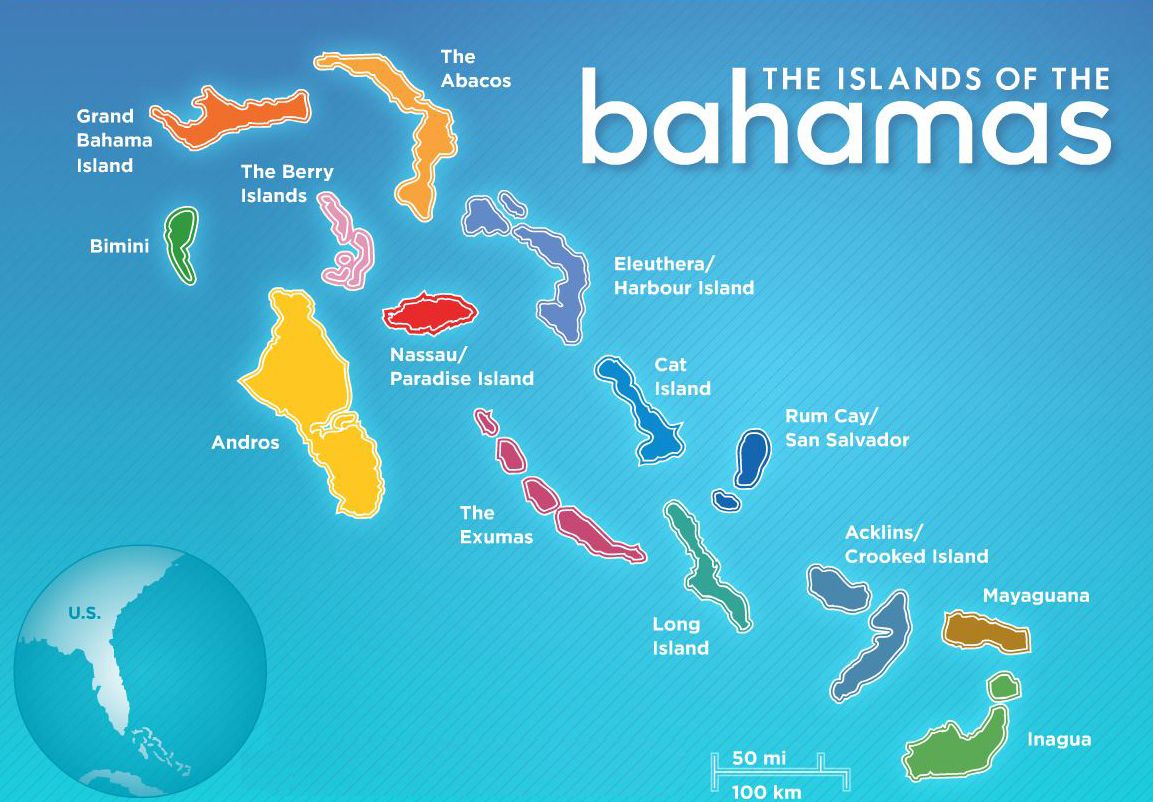 THE ISLANDS OF THE
bahamas
The
Abacos
Grand
Bahama
Island
The Berry
Islands
Bimini
Eleuthera/
Harbour Island
Nassau/
Paradise Island
Cat
Island
Rum Cay/
San Salvador
Andros
The
Exumas
Acklins/
Crooked Island
Mayaguana
Long
Island
U.S.
Inagua
50 mi
100 km